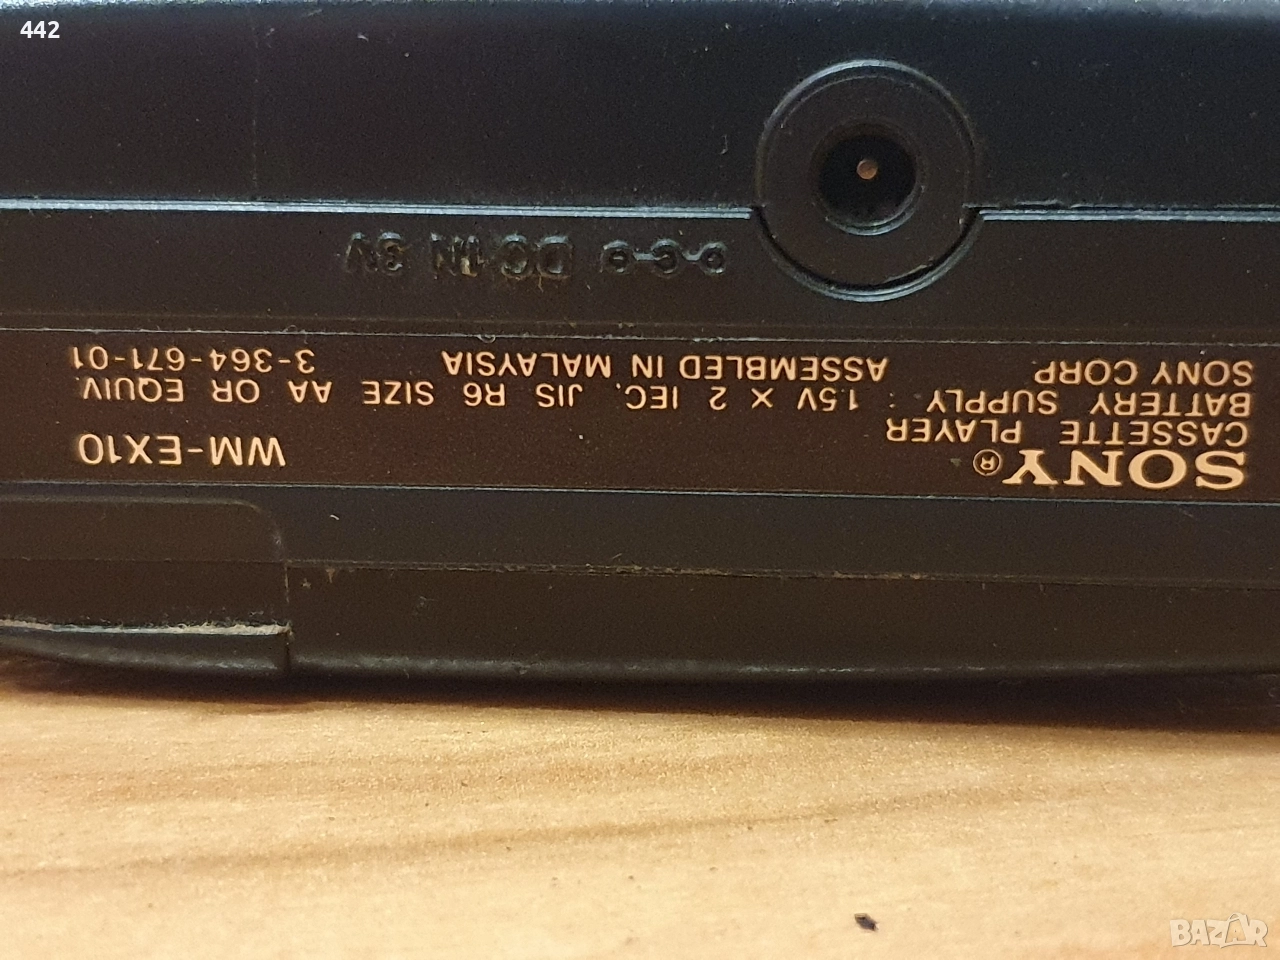 442
SONY® WM-EX10
CASSETTE PLAYER
BATTERY SUPPLY : 1.5V X 2 IEC, JIS R6 SIZE AA OR EQUIV.
SONY CORP. ASSEMBLED IN MALAYSIA 3-364-671-01
DC IN 3V
BAZAR